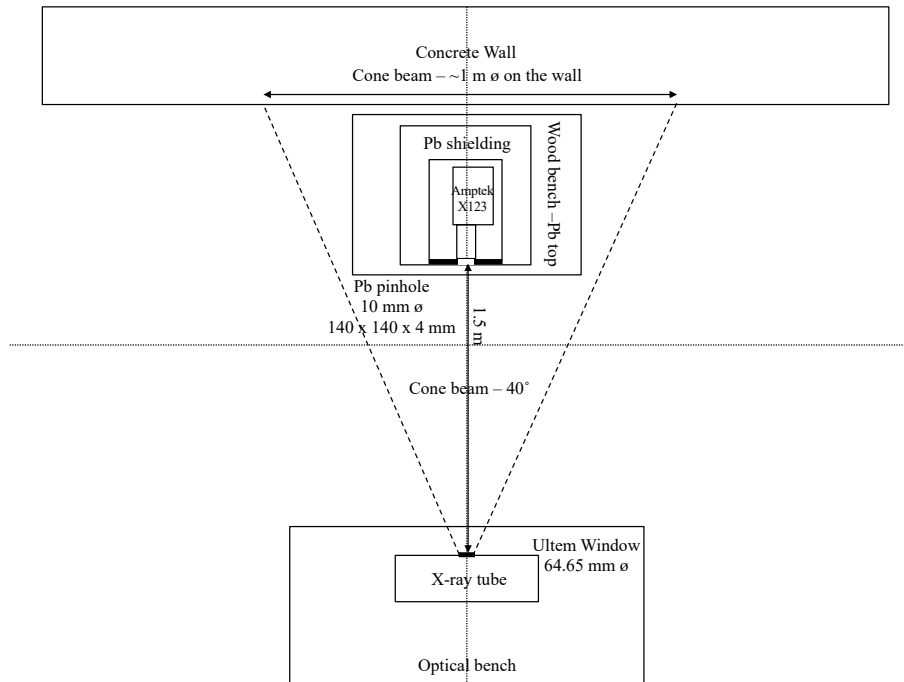 Concrete Wall
Cone beam – ~1 m ø on the wall
Pb shielding
Wood bench –Pb top
Amptek
X123
Pb pinhole
10 mm ø
140 x 140 x 4 mm
1.5 m
Cone beam – 40˚
Ultem Window
64.65 mm ø
X-ray tube
Optical bench